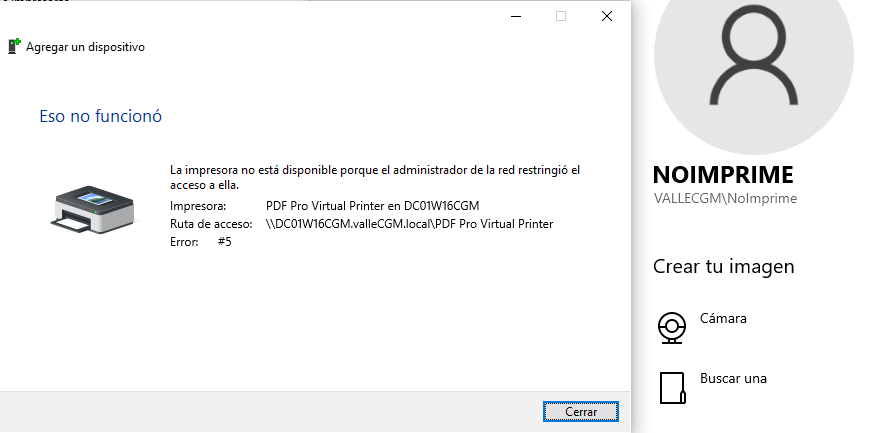 Agregar un dispositivo
Eso no funcionó
La impresora no está disponible porque el administrador de la red restringió el
acceso a ella.
Impresora: PDF Pro Virtual Printer en DC01W16CGM
Ruta de acceso: \\DC01W16CGM.valleCGM.local\PDF Pro Virtual Printer
Error: #5
Cerrar
NOIMPRIME
VALLECGM\NoImprime
Crear tu imagen
Cámara
Buscar una